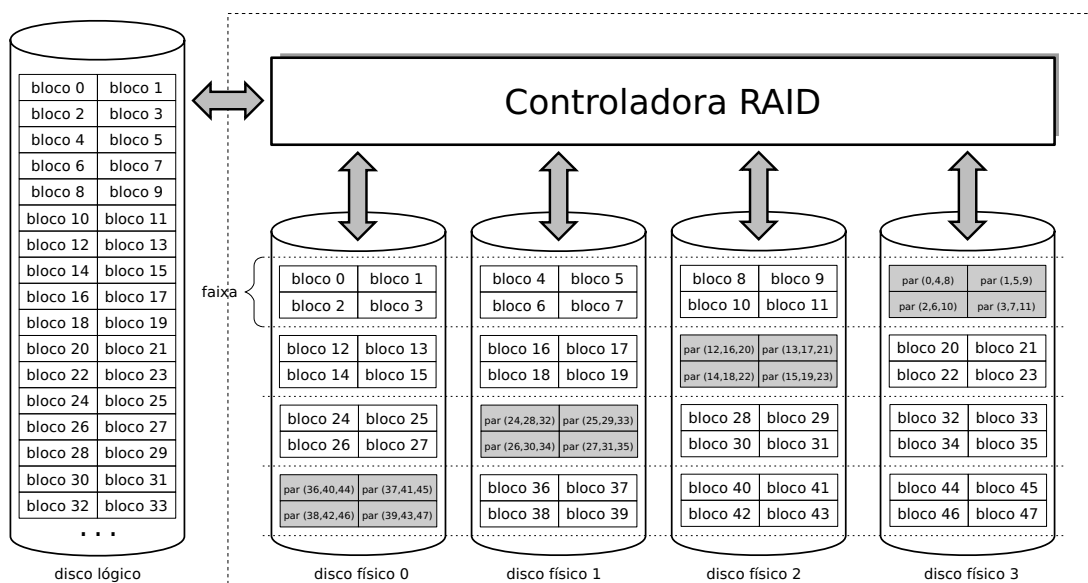 Controladora RAID
bloco 0 bloco 1
bloco 2 bloco 3
bloco 4 bloco 5
bloco 6 bloco 7
bloco 8 bloco 9
bloco 10 bloco 11
bloco 12 bloco 13
bloco 14 bloco 15
bloco 16 bloco 17
bloco 18 bloco 19
bloco 20 bloco 21
bloco 22 bloco 23
bloco 24 bloco 25
bloco 26 bloco 27
bloco 28 bloco 29
bloco 30 bloco 31
bloco 32 bloco 33
. . .
disco lógico
faixa
bloco 0 bloco 1
bloco 2 bloco 3
bloco 12 bloco 13
bloco 14 bloco 15
bloco 24 bloco 25
bloco 26 bloco 27
par (36,40,44) par (37,41,45)
par (38,42,46) par (39,43,47)
disco físico 0
bloco 4 bloco 5
bloco 6 bloco 7
bloco 16 bloco 17
bloco 18 bloco 19
par (24,28,32) par (25,29,33)
par (26,30,34) par (27,31,35)
bloco 36 bloco 37
bloco 38 bloco 39
disco físico 1
bloco 8 bloco 9
bloco 10 bloco 11
par (12,16,20) par (13,17,21)
par (14,18,22) par (15,19,23)
bloco 28 bloco 29
bloco 30 bloco 31
bloco 40 bloco 41
bloco 42 bloco 43
disco físico 2
par (0,4,8) par (1,5,9)
par (2,6,10) par (3,7,11)
bloco 20 bloco 21
bloco 22 bloco 23
bloco 32 bloco 33
bloco 34 bloco 35
bloco 44 bloco 45
bloco 46 bloco 47
disco físico 3